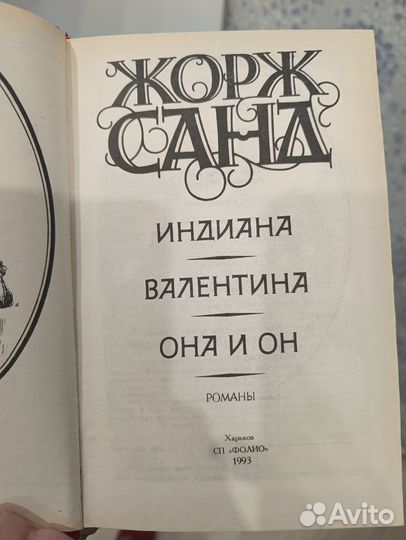 ЖОРЖ
САНД
ИНДИАНА
ВАЛЕНТИНА
ОНА И ОН
РОМАНЫ
Харьков
СП «ФОЛИО»
1993
Avito